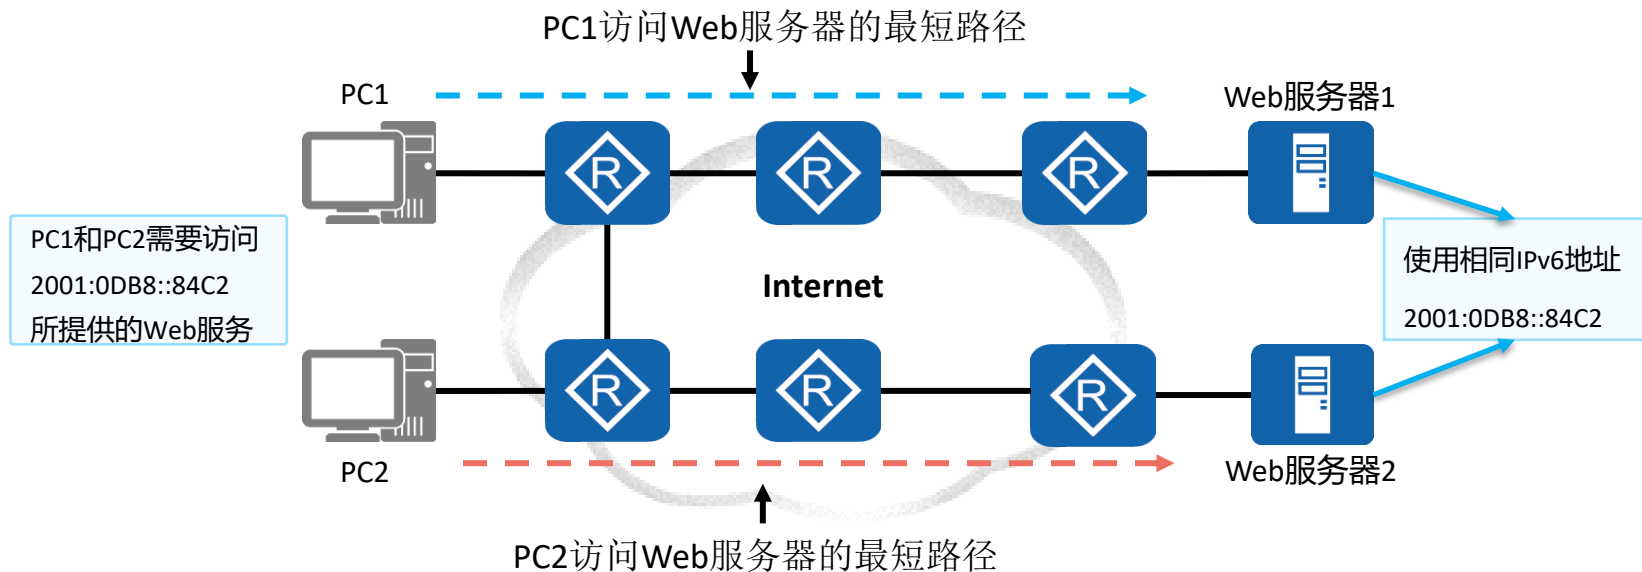 PC1访问Web服务器的最短路径
PC1
Web服务器1
R
R
R
PC1和PC2需要访问
2001:0DB8::84C2
所提供的Web服务
Internet
使用相同IPv6地址
2001:0DB8::84C2
R
R
R
PC2
Web服务器2
PC2访问Web服务器的最短路径